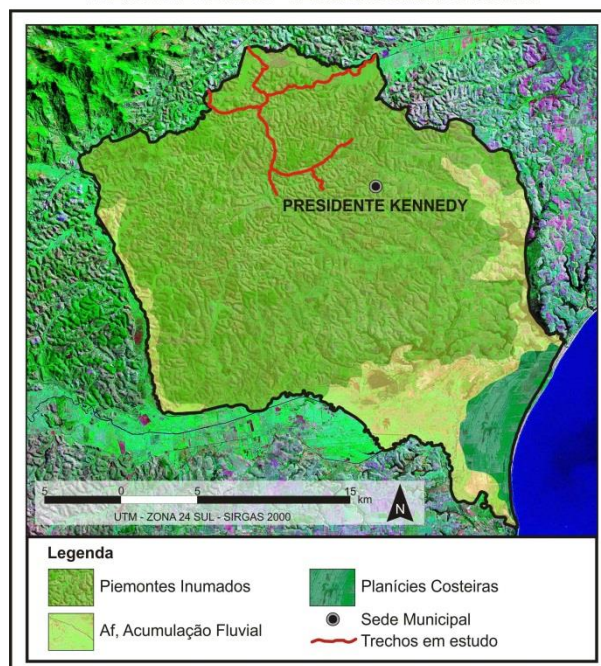 PRESIDENTE KENNEDY
5 0 5 15
km
UTM - ZONA 24 SUL - SIRGAS 2000
N
Legenda
Piemontes Inumados
Planícies Costeiras
Af, Acumulação Fluvial
Sede Municipal
Trechos em estudo